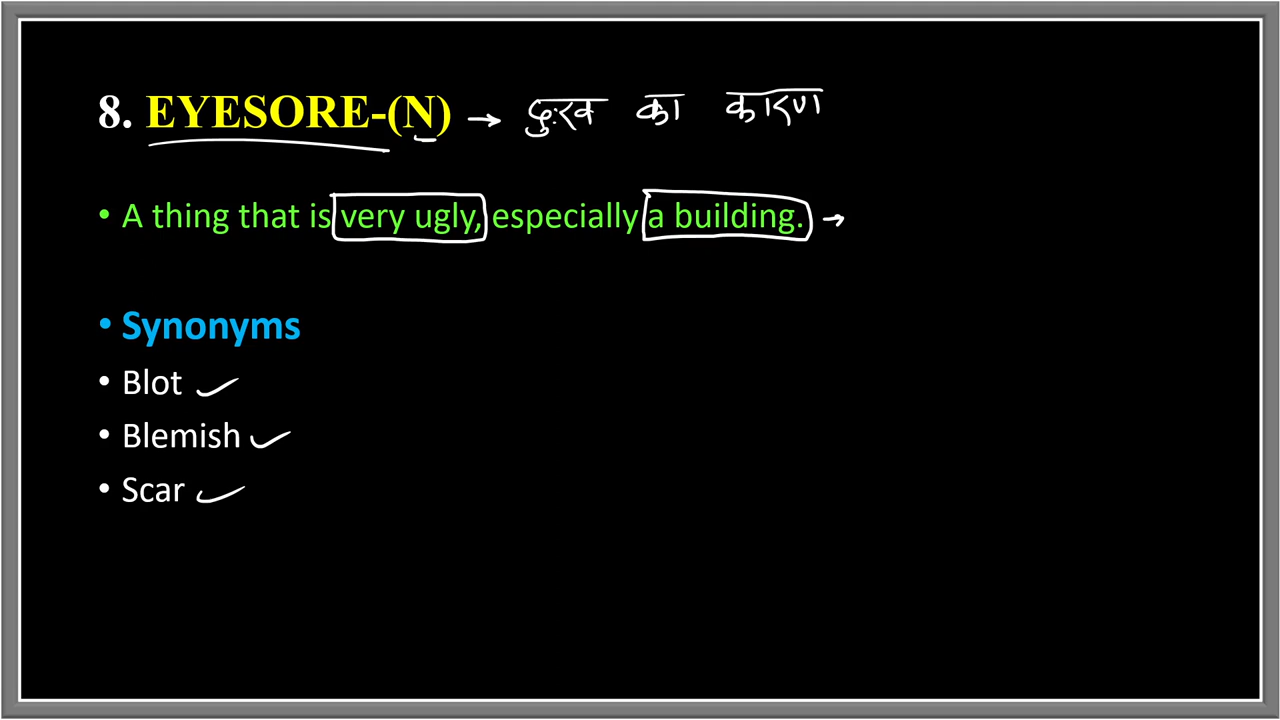 8. EYESORE-(N) → दुःख का कारण
• A thing that is very ugly, especially a building. →
• Synonyms
• Blot
• Blemish
• Scar